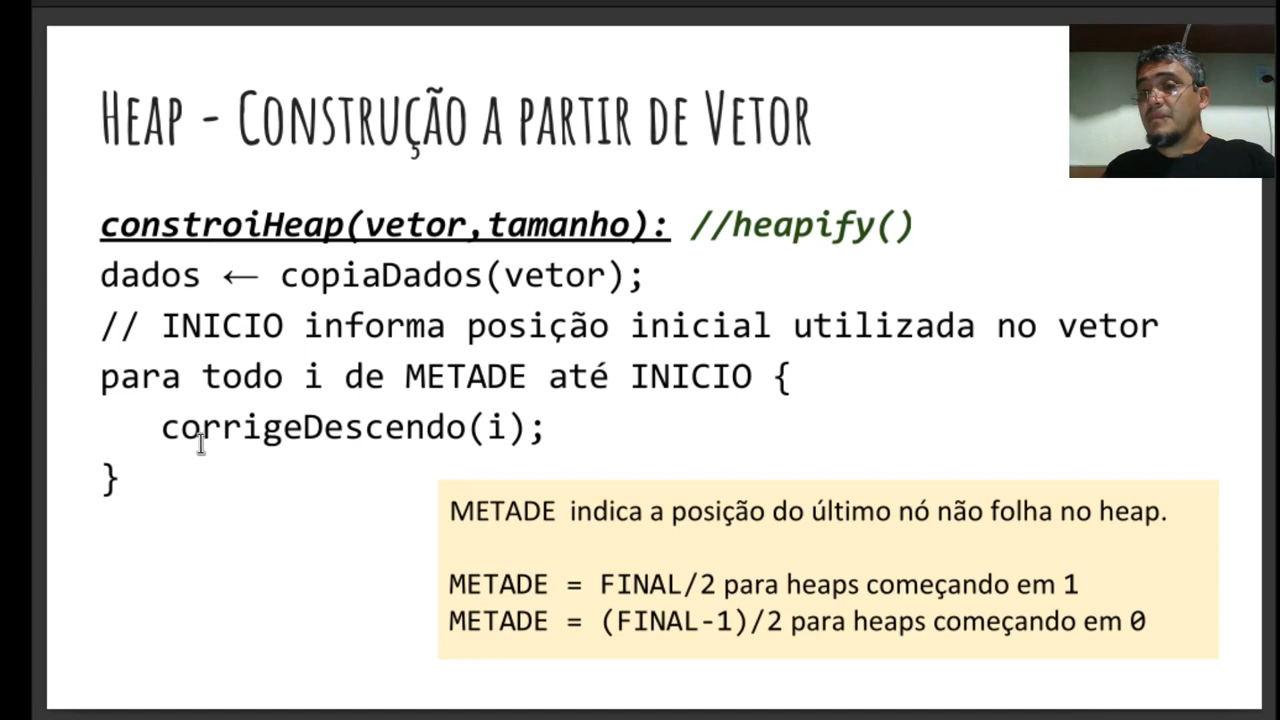 Heap - Construção a partir de Vetor
constroiHeap(vetor,tamanho): //heapify()
dados ← copiaDados(vetor);
// INICIO informa posição inicial utilizada no vetor
para todo i de METADE até INICIO {
corrigeDescendo(i);
}
METADE indica a posição do último nó não folha no heap.
METADE = FINAL/2 para heaps começando em 1
METADE = (FINAL-1)/2 para heaps começando em 0